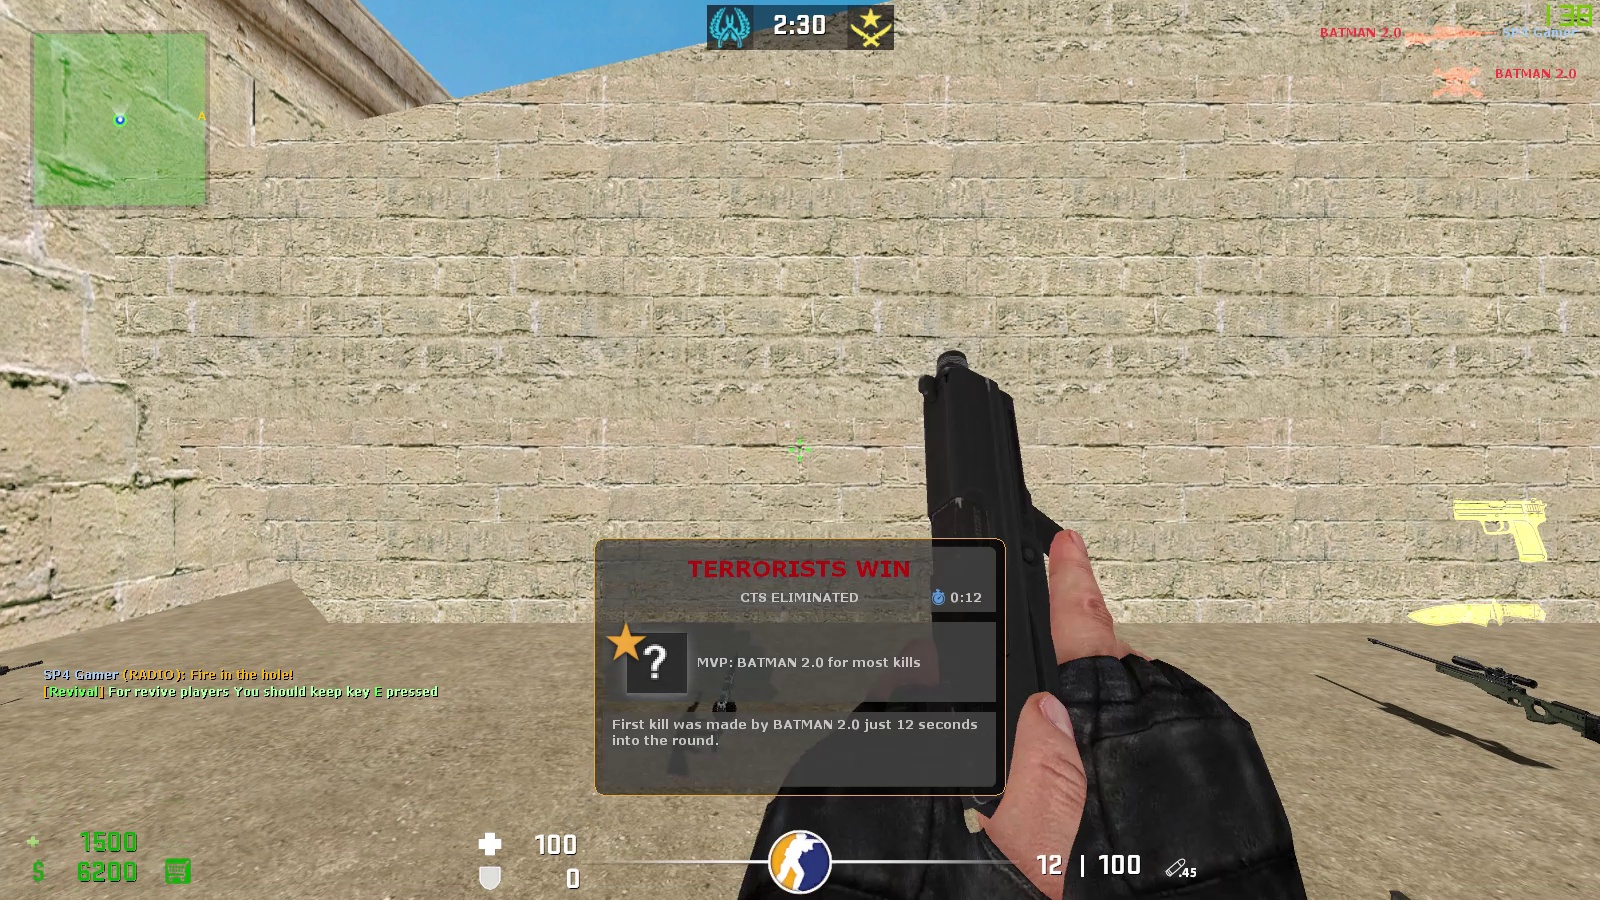 2:30
138
BATMAN 2.0 SP4 Gamer
BATMAN 2.0
A
TERRORISTS WIN
CTS ELIMINATED
0:12
?
MVP: BATMAN 2.0 for most kills
First kill was made by BATMAN 2.0 just 12 seconds
into the round.
SP4 Gamer (RADIO): Fire in the hole!
[Revival] For revive players You should keep key E pressed
+ 1500
$ 6200
100
0
12 | 100 .45